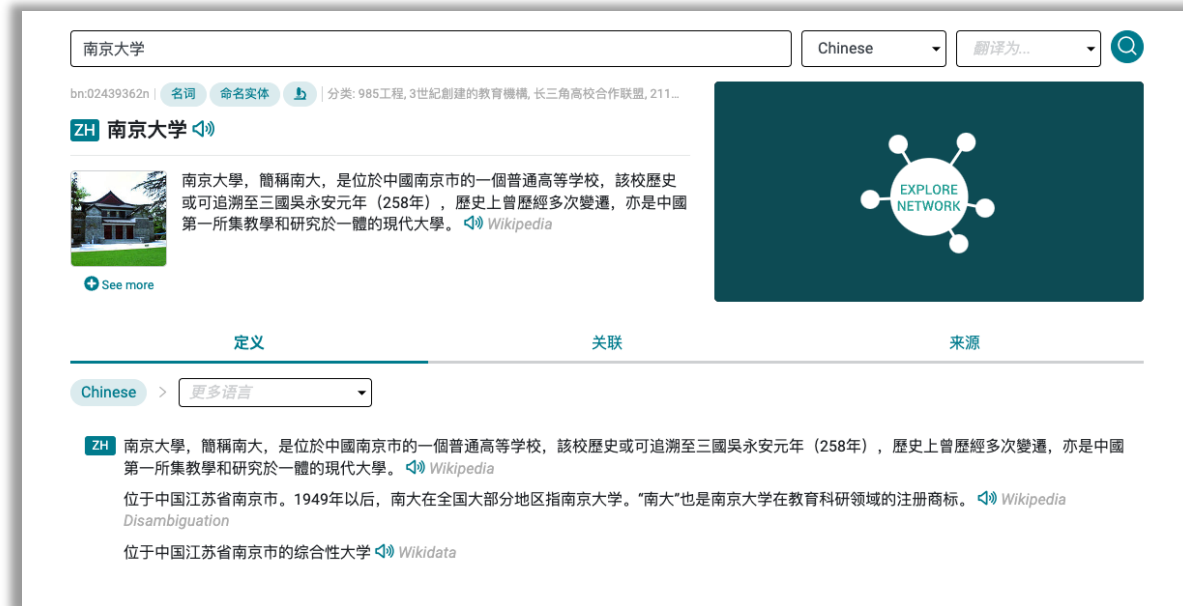 南京大学
Chinese
翻译为...
bn:02439362n | 名词 命名实体 | 分类: 985工程, 3世紀創建的教育機構, 长三角高校合作联盟, 211...
ZH 南京大学
南京大學，簡稱南大，是位於中國南京市的一個普通高等学校，該校歷史
或可追溯至三國吳永安元年（258年），歷史上曾歷經多次變遷，亦是中國
第一所集教學和研究於一體的現代大學。 Wikipedia
See more
EXPLORE
NETWORK
定义
关联
来源
Chinese > 更多语言
ZH 南京大學，簡稱南大，是位於中國南京市的一個普通高等学校，該校歷史或可追溯至三國吳永安元年（258年），歷史上曾歷經多次變遷，亦是中國
第一所集教學和研究於一體的現代大學。 Wikipedia
位于中国江苏省南京市。1949年以后，南大在全国大部分地区指南京大学。“南大”也是南京大学在教育科研领域的注册商标。 Wikipedia
Disambiguation
位于中国江苏省南京市的综合性大学 Wikidata